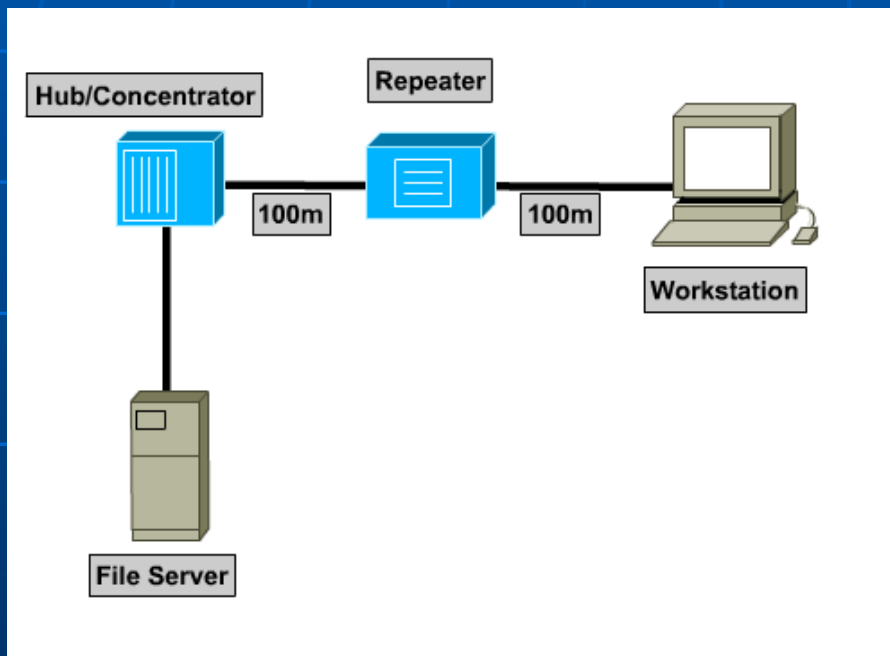 Hub/Concentrator
Repeater
100m
100m
Workstation
File Server